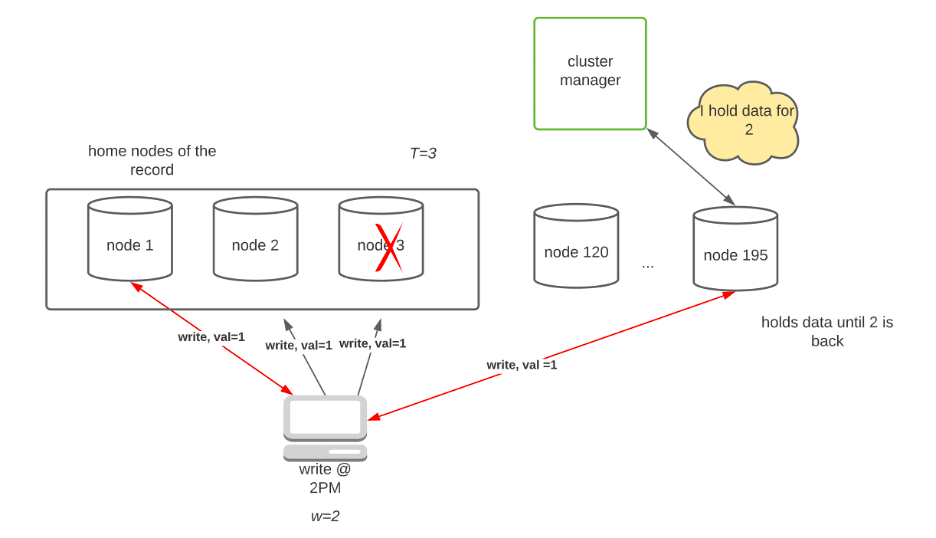 cluster
manager
I hold data for
2
home nodes of the
record
T=3
node 1
node 2
node 3
node 120
...
node 195
holds data until 2 is
back
write, val=1
write, val=1
write, val=1
write, val =1
write @
2PM
w=2